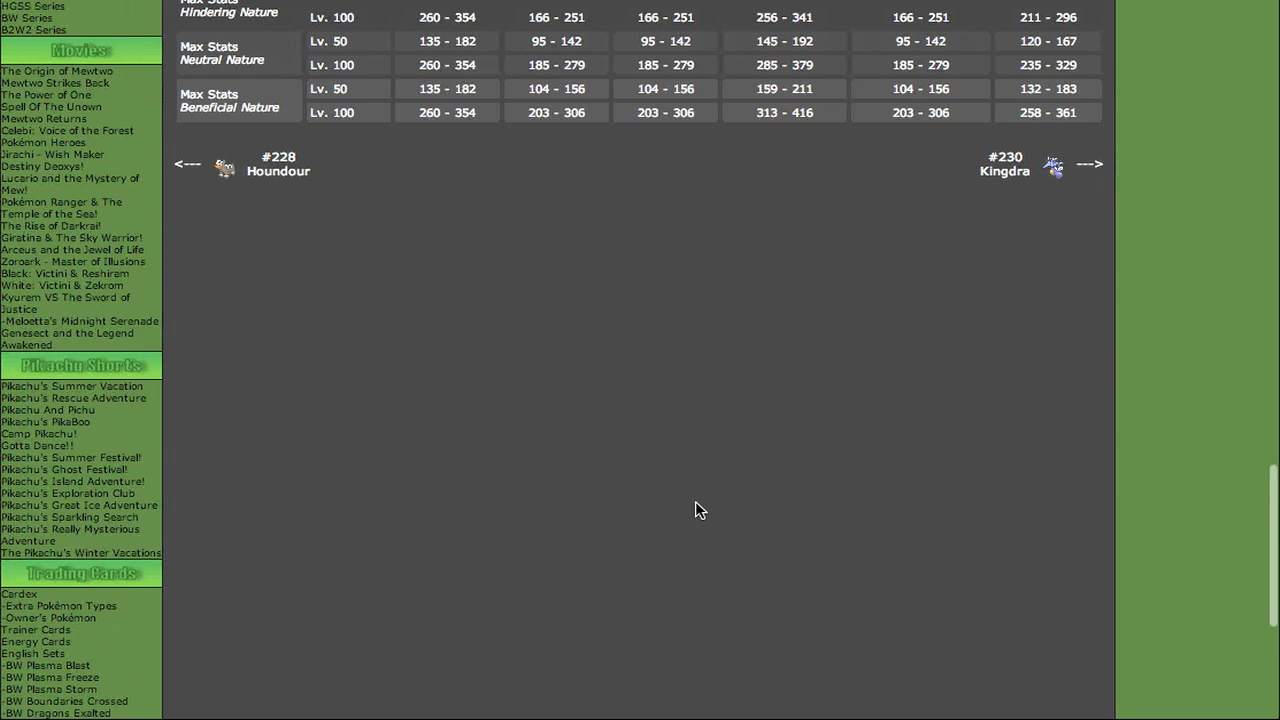 HGSS Series
BW Series
B2W2 Series
Movies:
The Origin of Mewtwo
Mewtwo Strikes Back
The Power of One
Spell Of The Unown
Mewtwo Returns
Celebi: Voice of the Forest
Pokémon Heroes
Jirachi - Wish Maker
Destiny Deoxys!
Lucario and the Mystery of
Mew!
Pokémon Ranger & The
Temple of the Sea!
The Rise of Darkrai!
Giratina & The Sky Warrior!
Arceus and the Jewel of Life
Zoroark - Master of Illusions
Black: Victini & Reshiram
White: Victini & Zekrom
Kyurem VS The Sword of
Justice
-Meloetta's Midnight Serenade
Genesect and the Legend
Awakened
Pikachu Shorts:
Pikachu's Summer Vacation
Pikachu's Rescue Adventure
Pikachu And Pichu
Pikachu's PikaBoo
Camp Pikachu!
Gotta Dance!!
Pikachu's Summer Festival!
Pikachu's Ghost Festival!
Pikachu's Island Adventure!
Pikachu's Exploration Club
Pikachu's Great Ice Adventure
Pikachu's Sparkling Search
Pikachu's Really Mysterious
Adventure
The Pikachu's Winter Vacations
Trading Cards:
Cardex
-Extra Pokémon Types
-Owner's Pokémon
Trainer Cards
Energy Cards
English Sets
-BW Plasma Blast
-BW Plasma Freeze
-BW Plasma Storm
-BW Boundaries Crossed
-BW Dragons Exalted
Hindering Nature
Lv. 100 260 - 354 166 - 251 166 - 251 256 - 341 166 - 251 211 - 296
Max Stats
Neutral Nature
Lv. 50 135 - 182 95 - 142 95 - 142 145 - 192 95 - 142 120 - 167
Lv. 100 260 - 354 185 - 279 185 - 279 285 - 379 185 - 279 235 - 329
Max Stats
Beneficial Nature
Lv. 50 135 - 182 104 - 156 104 - 156 159 - 211 104 - 156 132 - 183
Lv. 100 260 - 354 203 - 306 203 - 306 313 - 416 203 - 306 258 - 361
<--- #228
Houndour
#230 --->
Kingdra